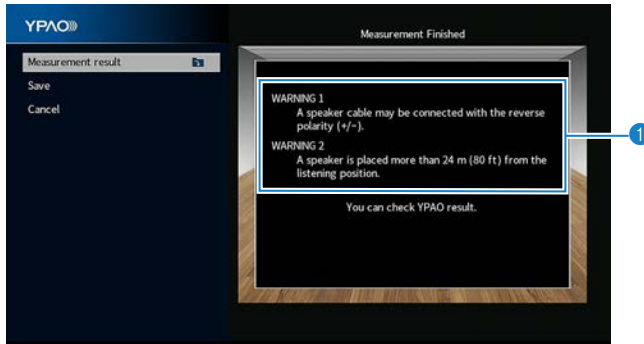 YPAO
Measurement Finished
Measurement result
Save
Cancel
WARNING 1
A speaker cable may be connected with the reverse
polarity (+/-).
WARNING 2
A speaker is placed more than 24 m (80 ft) from the
listening position.
1
You can check YPAO result.